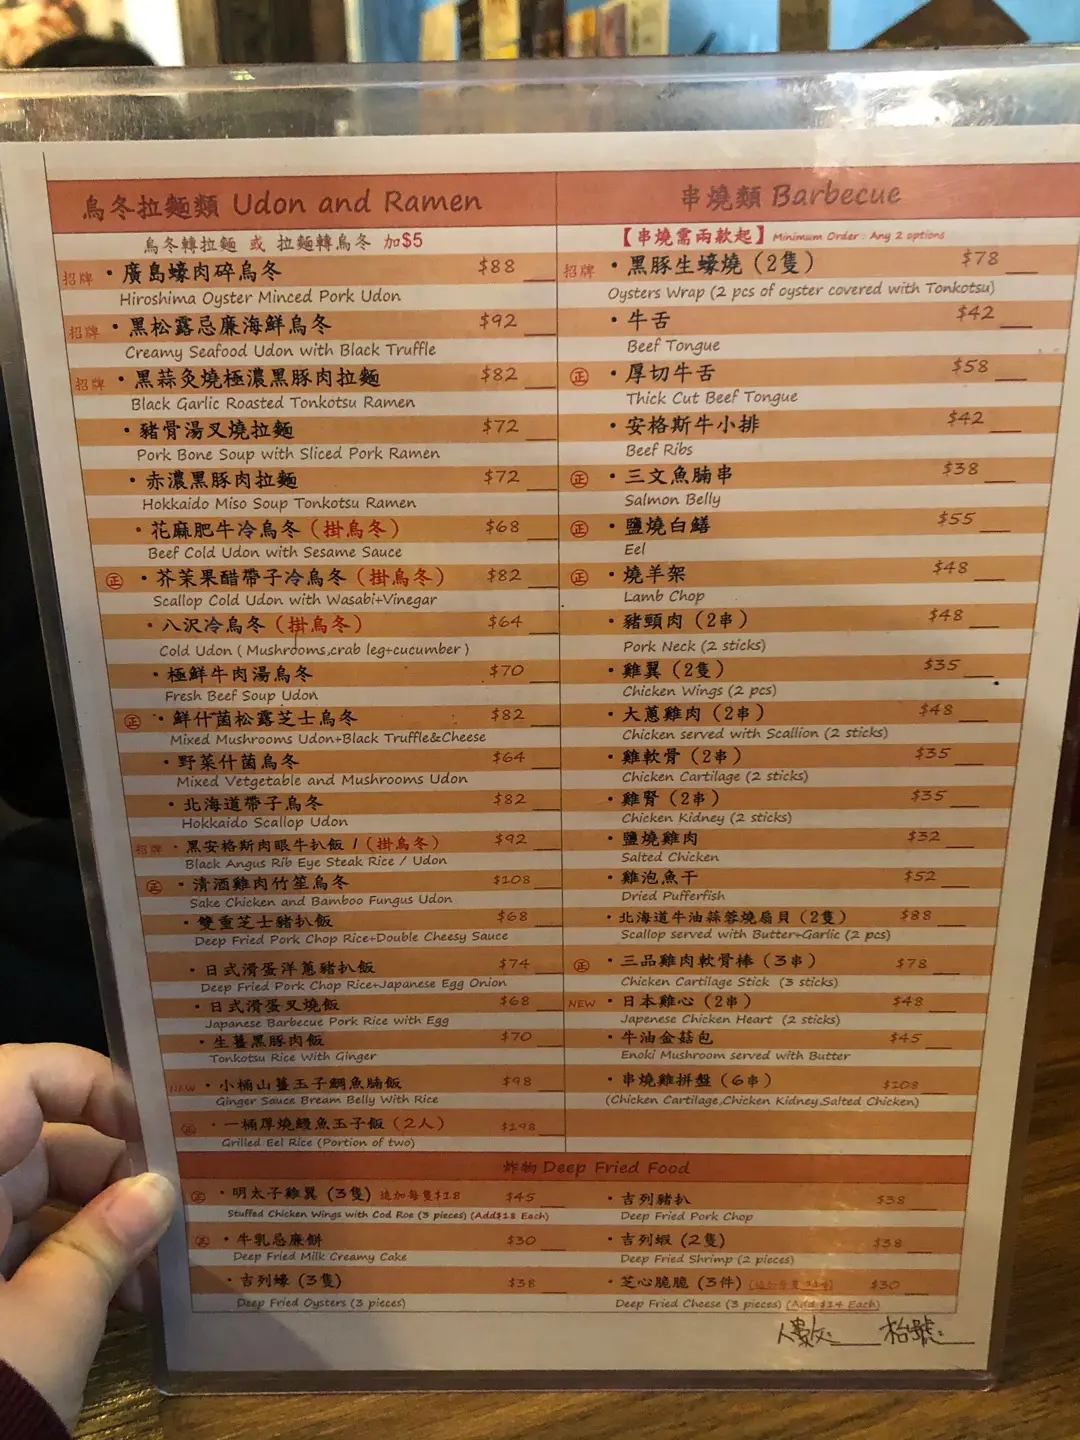 烏冬拉麵類 Udon and Ramen
烏冬轉拉麵 或 拉麵轉烏冬 加$5
招牌 • 廣島蠔肉碎烏冬 $88
Hiroshima Oyster Minced Pork Udon
招牌 • 黑松露忌廉海鮮烏冬 $92
Creamy Seafood Udon with Black Truffle
招牌 • 黑蒜灸燒極濃黑豚肉拉麵 $82
Black Garlic Roasted Tonkotsu Ramen
• 豬骨湯叉燒拉麵 $72
Pork Bone Soup with Sliced Pork Ramen
• 赤濃黑豚肉拉麵 $72
Hokkaido Miso Soup Tonkotsu Ramen
• 花麻肥牛冷烏冬（掛烏冬） $68
Beef Cold Udon with Sesame Sauce
㊣ • 芥茉果醋帶子冷烏冬（掛烏冬） $82
Scallop Cold Udon with Wasabi+Vinegar
• 八沢冷烏冬（掛烏冬） $64
Cold Udon ( Mushrooms,crab leg+cucumber )
• 極鮮牛肉湯烏冬 $70
Fresh Beef Soup Udon
㊣ • 鮮什菌松露芝士烏冬 $82
Mixed Mushrooms Udon+Black Truffle&Cheese
• 野菜什菌烏冬 $64
Mixed Vetgetable and Mushrooms Udon
• 北海道帶子烏冬 $82
Hokkaido Scallop Udon
招牌 • 黑安格斯肉眼牛扒飯 /（掛烏冬） $92
Black Angus Rib Eye Steak Rice / Udon
㊣ • 清酒雞肉竹笙烏冬 $108
Sake Chicken and Bamboo Fungus Udon
• 雙重芝士豬扒飯 $68
Deep Fried Pork Chop Rice+Double Cheesy Sauce
• 日式滑蛋洋蔥豬扒飯 $74
Deep Fried Pork Chop Rice+Japanese Egg Onion
• 日式滑蛋叉燒飯 $68
Japanese Barbecue Pork Rice with Egg
• 生薑黑豚肉飯 $70
Tonkotsu Rice With Ginger
NEW • 小桶山薑玉子鯛魚腩飯 $98
Ginger Sauce Bream Belly With Rice
㊣ • 一桶厚燒鰻魚玉子飯（2人） $198
Grilled Eel Rice (Portion of two)
串燒類 Barbecue
【串燒需兩款起】Minimum Order : Any 2 options
招牌 • 黑豚生蠔燒（2隻） $78
Oysters Wrap (2 pcs of oyster covered with Tonkotsu)
• 牛舌 $42
Beef Tongue
㊣ • 厚切牛舌 $58
Thick Cut Beef Tongue
• 安格斯牛小排 $42
Beef Ribs
㊣ • 三文魚腩串 $38
Salmon Belly
㊣ • 鹽燒白鱔 $55
Eel
㊣ • 燒羊架 $48
Lamb Chop
• 豬頸肉（2串） $48
Pork Neck (2 sticks)
• 雞翼（2隻） $35
Chicken Wings (2 pcs)
• 大蔥雞肉（2串） $48
Chicken served with Scallion (2 sticks)
• 雞軟骨（2串） $35
Chicken Cartilage (2 sticks)
• 雞腎（2串） $35
Chicken Kidney (2 sticks)
• 鹽燒雞肉 $32
Salted Chicken
• 雞泡魚干 $52
Dried Pufferfish
• 北海道牛油蒜蓉燒扇貝（2隻） $88
Scallop served with Butter+Garlic (2 pcs)
㊣ • 三品雞肉軟骨棒（3串） $78
Chicken Cartilage Stick (3 sticks)
NEW • 日本雞心（2串） $48
Japenese Chicken Heart (2 sticks)
• 牛油金菇包 $45
Enoki Mushroom served with Butter
• 串燒雞拼盤（6串） $108
(Chicken Cartilage,Chicken Kidney,Salted Chicken)
炸物 Deep Fried Food
㊣ • 明太子雞翼（3隻）追加每隻$18 $45
Stuffed Chicken Wings with Cod Roe (3 pieces) (Add$18 Each)
㊣ • 牛乳忌廉餅 $30
Deep Fried Milk Creamy Cake
• 吉列蠔（3隻） $38
Deep Fried Oysters (3 pieces)
• 吉列豬扒 $38
Deep Fried Pork Chop
• 吉列蝦（2隻） $38
Deep Fried Shrimp (2 pieces)
• 芝心脆脆（3件）(追加每隻$14) $30
Deep Fried Cheese (3 pieces) (Add $14 Each)
人數: 枱號: